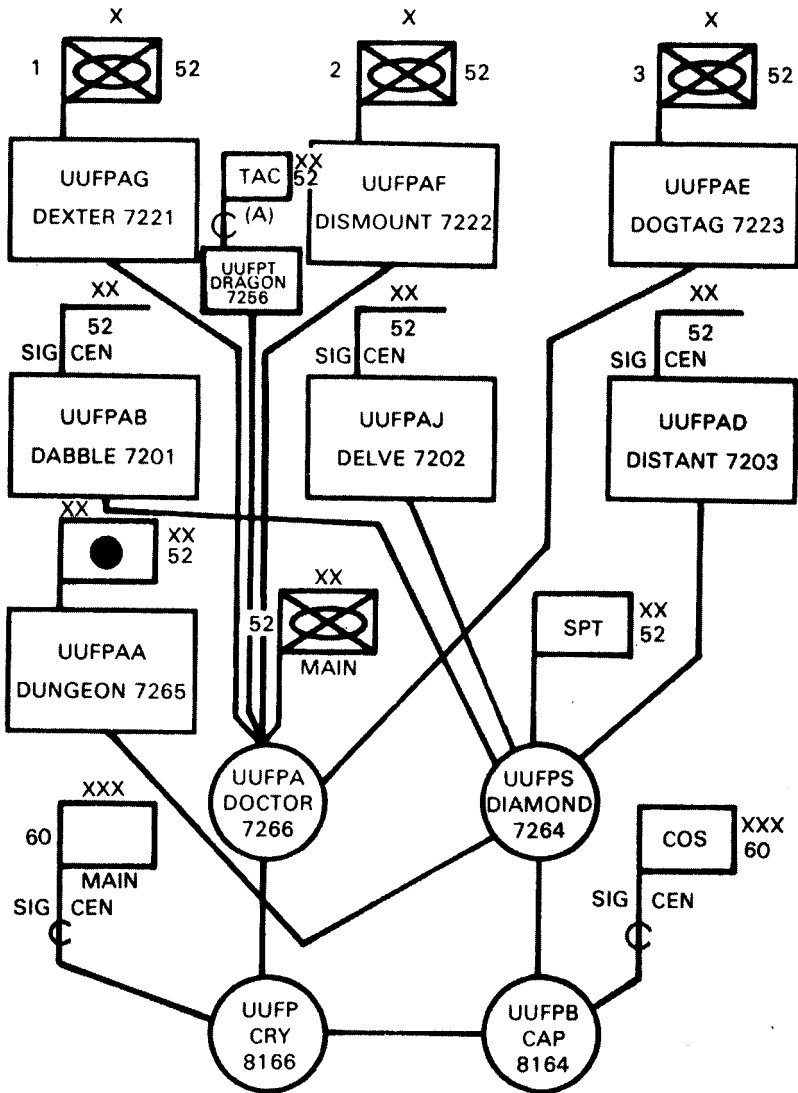 X
1
52
X
2
52
X
3
52
UUFPAG
DEXTER 7221
TAC
XX
52
(A)
UUFPT
DRAGON
7256
UUFPAF
DISMOUNT 7222
UUFPAE
DOGTAG 7223
XX
52
SIG CEN
XX
52
SIG CEN
XX
52
SIG CEN
UUFPAB
DABBLE 7201
UUFPAJ
DELVE 7202
UUFPAD
DISTANT 7203
XX
XX
52
UUFPAA
DUNGEON 7265
XX
52
MAIN
SPT
XX
52
UUFPA
DOCTOR
7266
UUFPS
DIAMOND
7264
XXX
60
MAIN
SIG CEN
COS
XXX
60
SIG CEN
UUFP
CRY
8166
UUFPB
CAP
8164